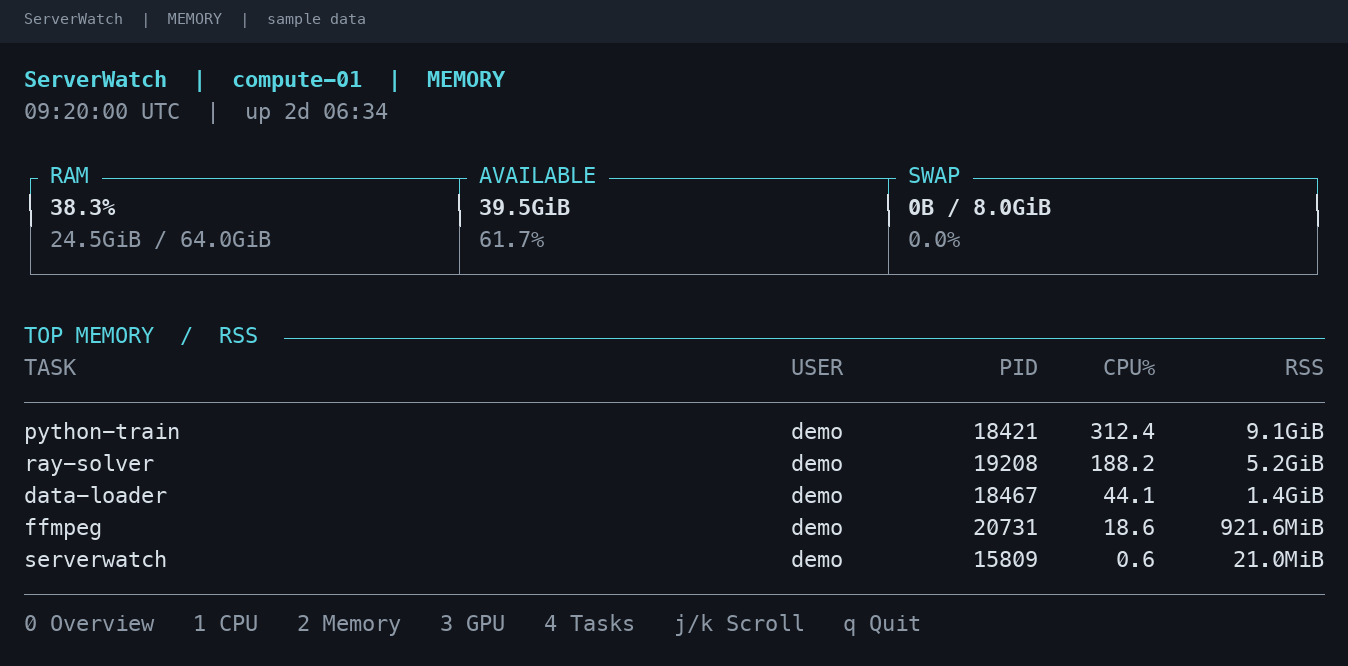 ServerWatch | MEMORY | sample data
ServerWatch | compute−01 | MEMORY
09:20:00 UTC | up 2d 06:34
RAM AVAILABLE SWAP
38.3% 39.5GiB 0B / 8.0GiB
24.5GiB / 64.0GiB 61.7% 0.0%
TOP MEMORY / RSS
TASK USER PID CPU% RSS
python−train demo 18421 312.4 9.1GiB
ray−solver demo 19208 188.2 5.2GiB
data−loader demo 18467 44.1 1.4GiB
ffmpeg demo 20731 18.6 921.6MiB
serverwatch demo 15809 0.6 21.0MiB
0 Overview 1 CPU 2 Memory 3 GPU 4 Tasks j/k Scroll q Quit